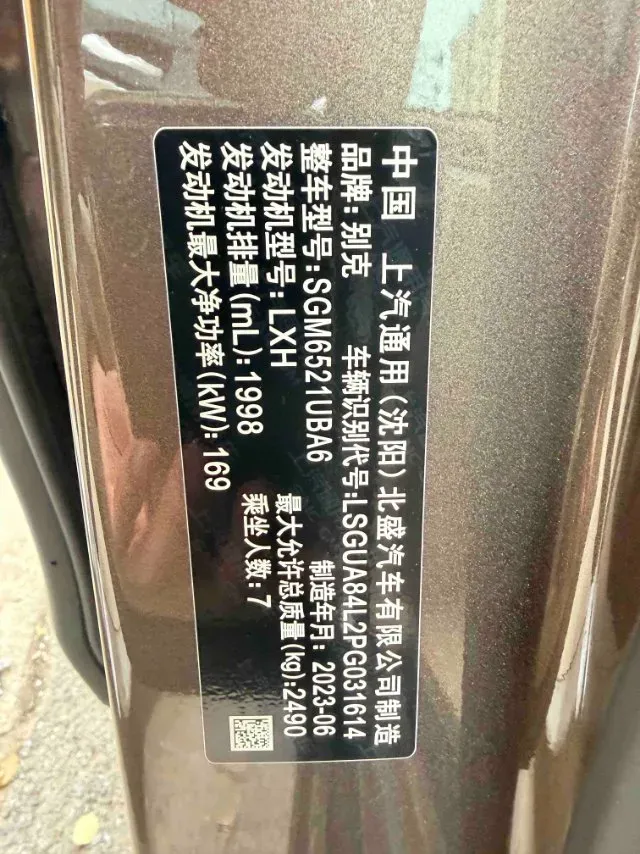 中国 上汽通用(沈阳)北盛汽车有限公司制造
品牌:别克 车辆识别代号:LSGUA84L2PG031614
整车型号:SGM6521UBA6 制造年月:2023-06
发动机型号:LXH 最大允许总质量(kg):2490
发动机排量(mL):1998 乘坐人数:7
发动机最大净功率(kW):169